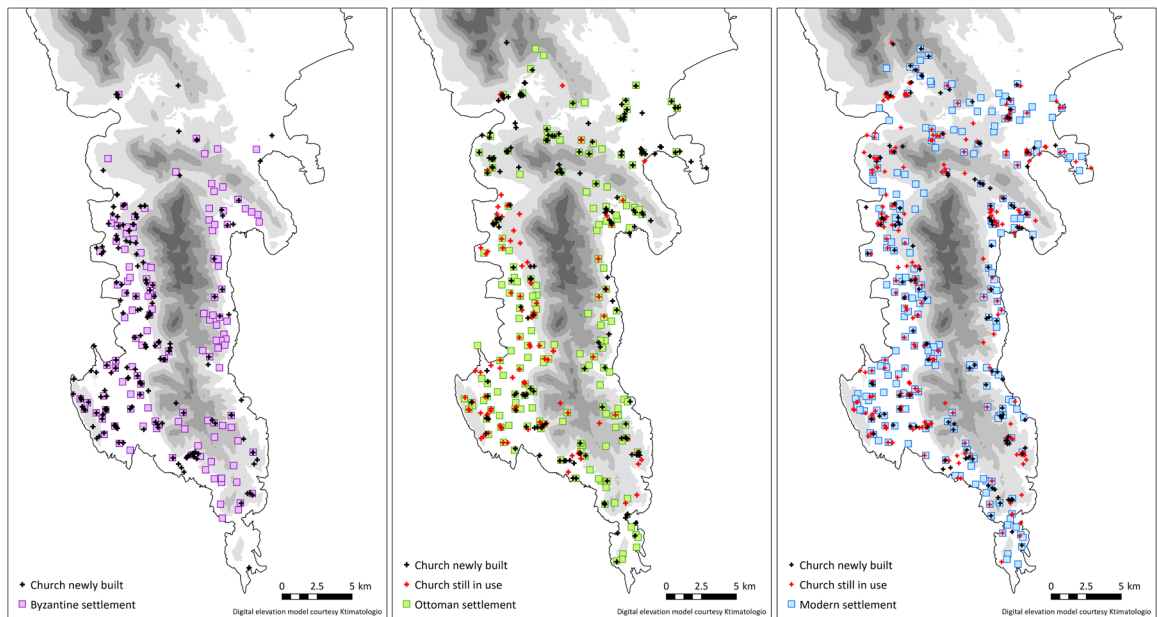 Church newly built
Byzantine settlement
0 2.5 5 km
Digital elevation model courtesy Ktimatologio
Church newly built
Church still in use
Ottoman settlement
0 2.5 5 km
Digital elevation model courtesy Ktimatologio
Church newly built
Church still in use
Modern settlement
0 2.5 5 km
Digital elevation model courtesy Ktimatologio